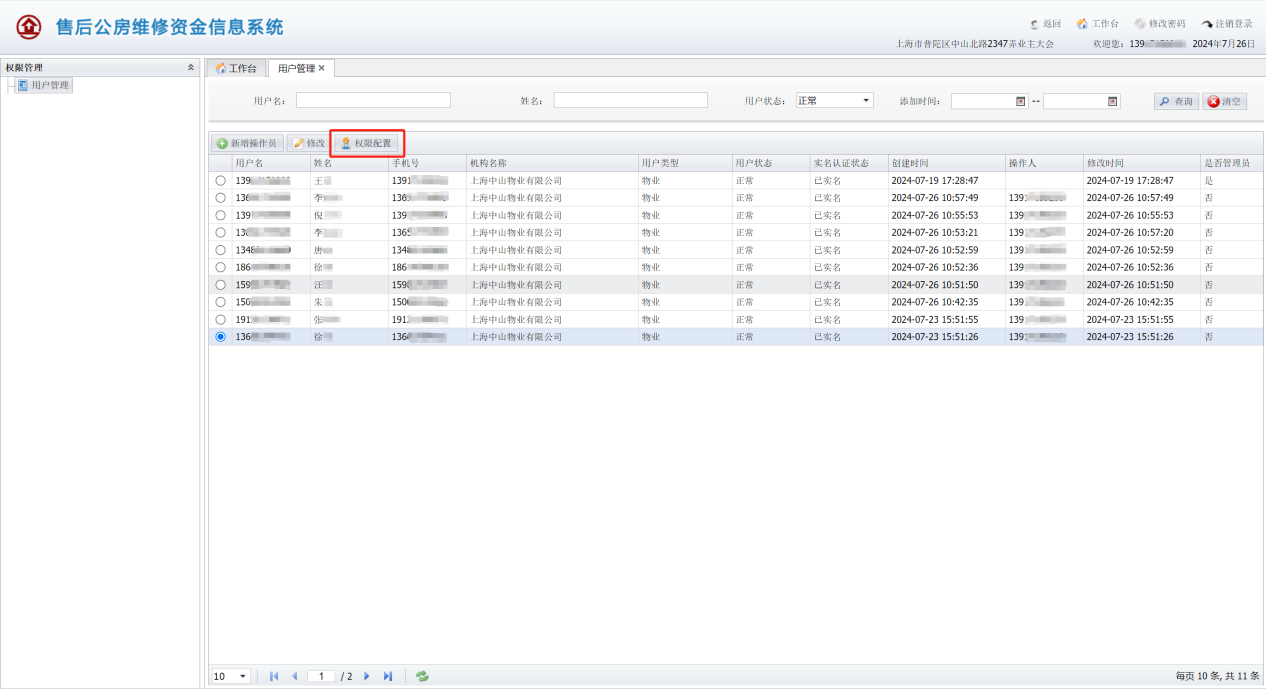 售后公房维修资金信息系统
返回 工作台 修改密码 注销登录
上海市普陀区中山北路2347弄业主大会 欢迎您: 139 2024年7月26日
权限管理
用户管理
工作台 用户管理
用户名: 姓名: 用户状态: 正常 添加时间: -- 查询 清空
新增操作员 修改 权限配置
用户名 姓名 手机号 机构名称 用户类型 用户状态 实名认证状态 创建时间 操作人 修改时间 是否管理员
139 王 1391 上海中山物业有限公司 物业 正常 已实名 2024-07-19 17:28:47 2024-07-19 17:28:47 是
136 李 136 上海中山物业有限公司 物业 正常 已实名 2024-07-26 10:57:49 1391 2024-07-26 10:57:49 否
139 倪 139 上海中山物业有限公司 物业 正常 已实名 2024-07-26 10:55:53 139 2024-07-26 10:55:53 否
13 李 1365 上海中山物业有限公司 物业 正常 已实名 2024-07-26 10:53:21 139 2024-07-26 10:57:20 否
1348 唐 134 上海中山物业有限公司 物业 正常 已实名 2024-07-26 10:52:59 139 2024-07-26 10:52:59 否
186 徐 186 上海中山物业有限公司 物业 正常 已实名 2024-07-26 10:52:36 139 2024-07-26 10:52:36 否
159 汪 159 上海中山物业有限公司 物业 正常 已实名 2024-07-26 10:51:50 139 2024-07-26 10:51:50 否
150 朱 150 上海中山物业有限公司 物业 正常 已实名 2024-07-26 10:42:35 139 2024-07-26 10:42:35 否
191 张 191 上海中山物业有限公司 物业 正常 已实名 2024-07-23 15:51:55 139 2024-07-23 15:51:55 否
136 徐 136 上海中山物业有限公司 物业 正常 已实名 2024-07-23 15:51:26 1391 2024-07-23 15:51:26 否
10 1 / 2 每页 10 条, 共 11 条